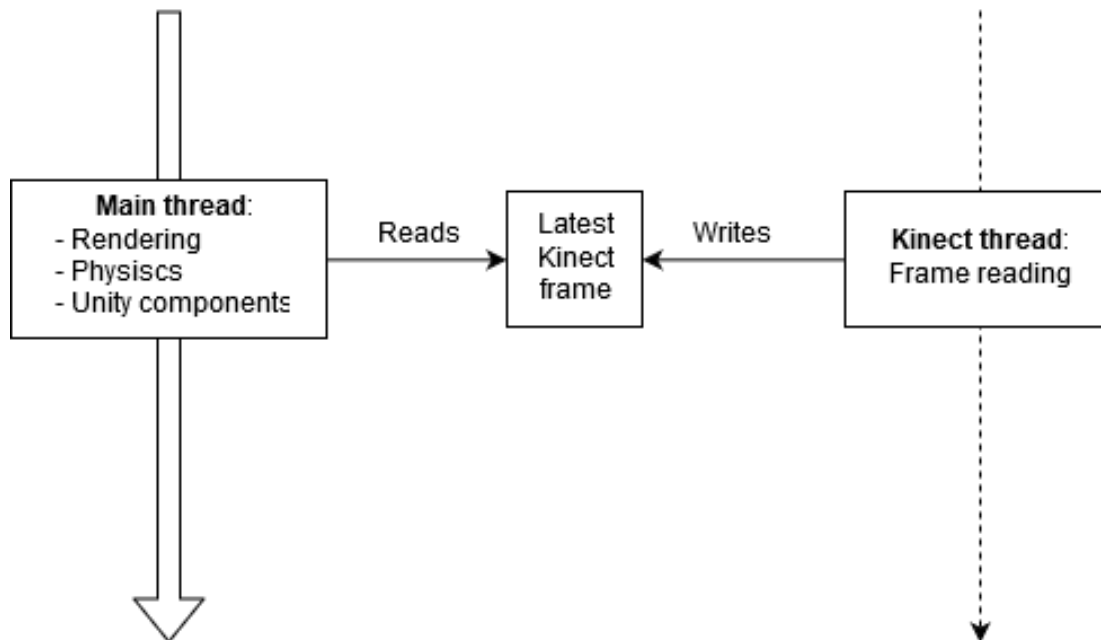 Main thread:
- Rendering
- Physiscs
- Unity components
Reads
Latest
Kinect
frame
Writes
Kinect thread:
Frame reading